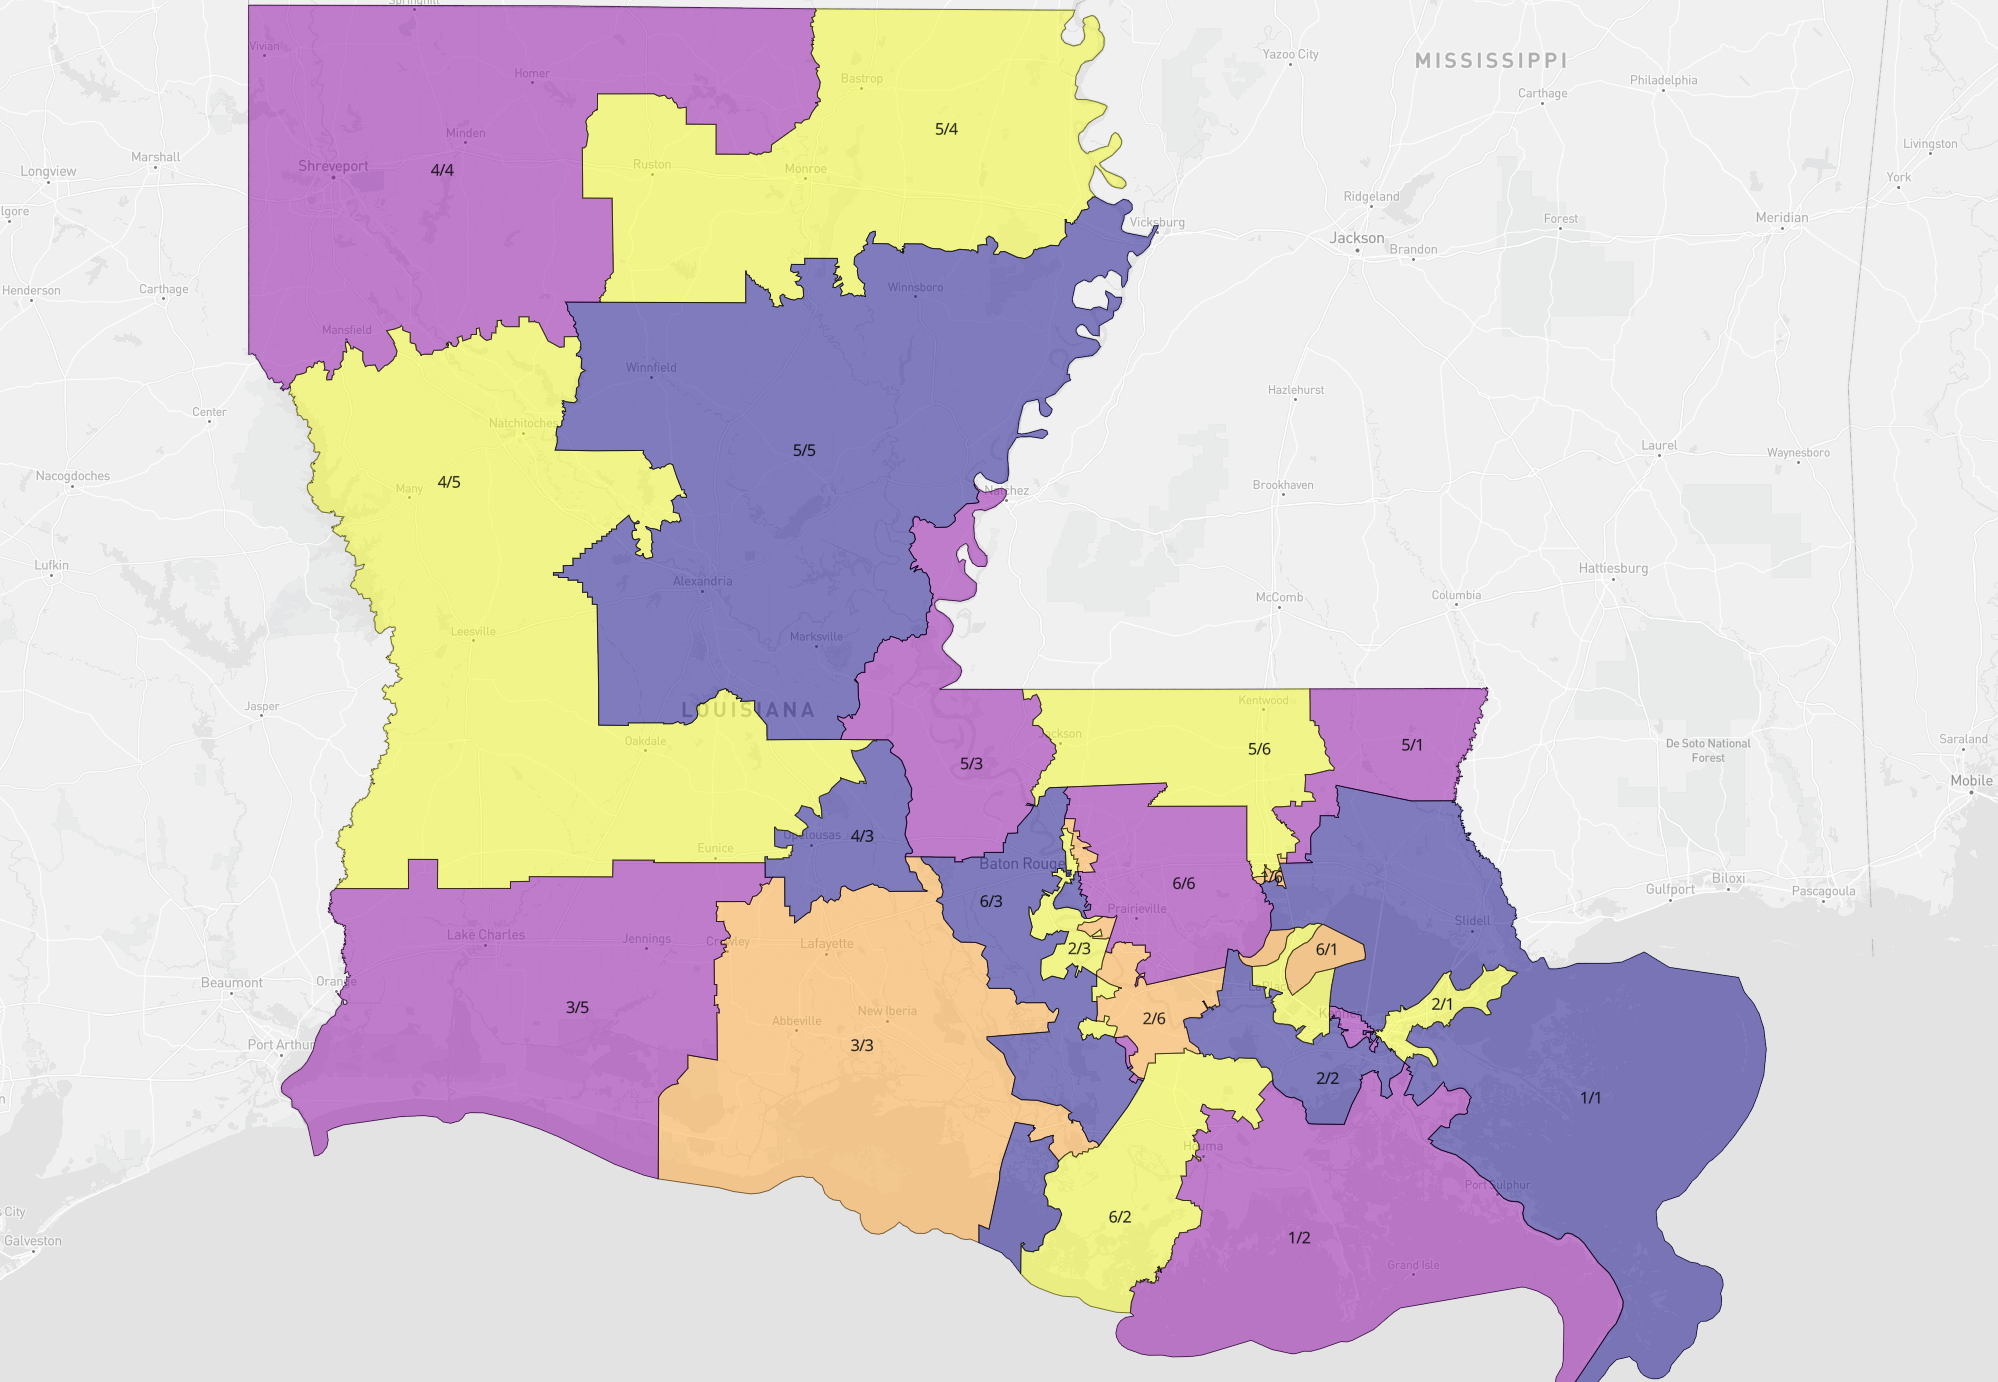 Springhill
Vivian
Homer
Bastrop
Yazoo City
MISSISSIPPI
Philadelphia
Carthage
5/4
Minden
Longview
Marshall
Shreveport
4/4
Ruston
Monroe
Livingston
York
lgore
Ridgeland
Forest
Meridian
Vicksburg
Jackson
Brandon
Henderson
Carthage
Winnsboro
Mansfield
Winnfield
Hazlehurst
Center
Natchitoches
Laurel
Waynesboro
5/5
Nacogdoches
4/5
Many
Brookhaven
Natchez
Lufkin
Alexandria
Hattiesburg
McComb
Columbia
Leesville
Marksville
Jasper
LOUISIANA
Kentwood
Oakdale
Jackson
5/6
5/1
De Soto National
Forest
Saraland
5/3
Mobile
Opelousas
4/3
Eunice
Baton Rouge
1/6
6/6
Biloxi
Gulfport
Pascagoula
6/3
Prairieville
Lake Charles
Jennings
Crowley
Lafayette
Slidell
2/3
6/1
Beaumont
Orange
2/1
3/5
Abbeville
New Iberia
2/6
Port Arthur
3/3
2/2
1/1
Houma
Port Sulphur
s City
6/2
1/2
Galveston
Grand Isle